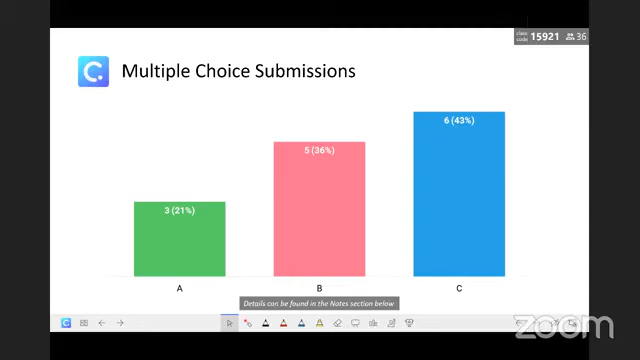 class
code
15921
36
C.
Multiple Choice Submissions
3 (21%)
5 (36%)
6 (43%)
A
B
C
Details can be found in the Notes section below
zoom